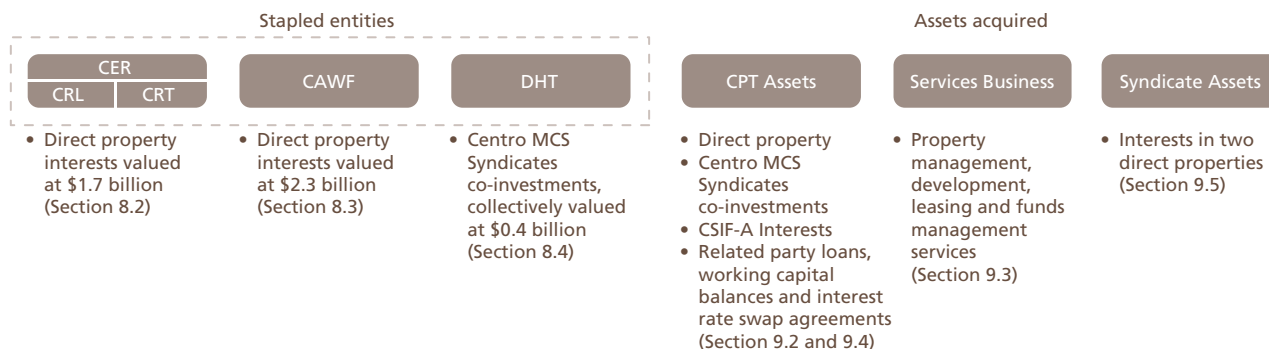 Stapled entities
Assets acquired
CER
CRL
CRT
CAWF
DHT
CPT Assets
Services Business
Syndicate Assets
• Direct property
interests valued
at $1.7 billion
(Section 8.2)
• Direct property
interests valued
at $2.3 billion
(Section 8.3)
• Centro MCS
Syndicates
co-investments,
collectively valued
at $0.4 billion
(Section 8.4)
• Direct property
• Centro MCS
Syndicates
co-investments
• CSIF-A Interests
• Related party loans,
working capital
balances and interest
rate swap agreements
(Section 9.2 and 9.4)
• Property
management,
development,
leasing and funds
management
services
(Section 9.3)
• Interests in two
direct properties
(Section 9.5)